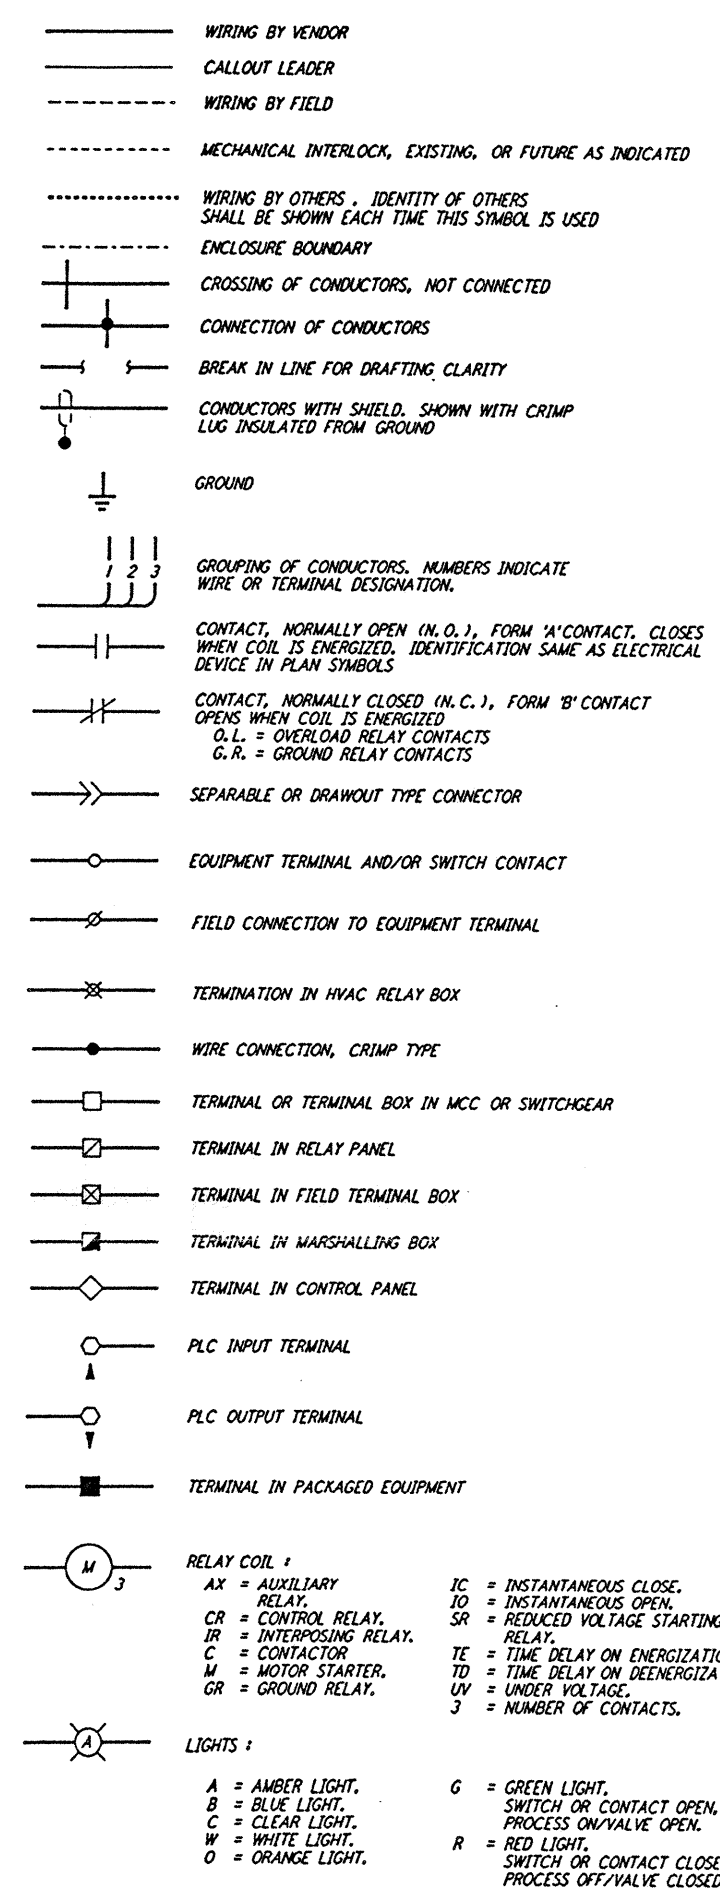 WIRING BY VENDOR
CALLOUT LEADER
WIRING BY FIELD
MECHANICAL INTERLOCK, EXISTING, OR FUTURE AS INDICATED
WIRING BY OTHERS. IDENTITY OF OTHERS
SHALL BE SHOWN EACH TIME THIS SYMBOL IS USED
ENCLOSURE BOUNDARY
CROSSING OF CONDUCTORS, NOT CONNECTED
CONNECTION OF CONDUCTORS
BREAK IN LINE FOR DRAFTING CLARITY
CONDUCTORS WITH SHIELD. SHOWN WITH CRIMP
LUG INSULATED FROM GROUND
GROUND
1 2 3
GROUPING OF CONDUCTORS. NUMBERS INDICATE
WIRE OR TERMINAL DESIGNATION.
CONTACT, NORMALLY OPEN (N.O.), FORM 'A' CONTACT. CLOSES
WHEN COIL IS ENERGIZED. IDENTIFICATION SAME AS ELECTRICAL
DEVICE IN PLAN SYMBOLS
CONTACT, NORMALLY CLOSED (N.C.), FORM 'B' CONTACT
OPENS WHEN COIL IS ENERGIZED
O.L. = OVERLOAD RELAY CONTACTS
G.R. = GROUND RELAY CONTACTS
SEPARABLE OR DRAWOUT TYPE CONNECTOR
EQUIPMENT TERMINAL AND/OR SWITCH CONTACT
FIELD CONNECTION TO EQUIPMENT TERMINAL
TERMINATION IN HVAC RELAY BOX
WIRE CONNECTION, CRIMP TYPE
TERMINAL OR TERMINAL BOX IN MCC OR SWITCHGEAR
TERMINAL IN RELAY PANEL
TERMINAL IN FIELD TERMINAL BOX
TERMINAL IN MARSHALLING BOX
TERMINAL IN CONTROL PANEL
PLC INPUT TERMINAL
PLC OUTPUT TERMINAL
TERMINAL IN PACKAGED EQUIPMENT
M 3
RELAY COIL :
AX = AUXILIARY
RELAY.
CR = CONTROL RELAY.
IR = INTERPOSING RELAY.
C = CONTACTOR
M = MOTOR STARTER.
GR = GROUND RELAY.
IC = INSTANTANEOUS CLOSE.
IO = INSTANTANEOUS OPEN.
SR = REDUCED VOLTAGE STARTING
RELAY.
TE = TIME DELAY ON ENERGIZATIO
TD = TIME DELAY ON DEENERGIZA
UV = UNDER VOLTAGE.
3 = NUMBER OF CONTACTS.
A
LIGHTS :
A = AMBER LIGHT.
B = BLUE LIGHT.
C = CLEAR LIGHT.
W = WHITE LIGHT.
O = ORANGE LIGHT.
G = GREEN LIGHT.
SWITCH OR CONTACT OPEN.
PROCESS ON/VALVE OPEN.
R = RED LIGHT.
SWITCH OR CONTACT CLOSE
PROCESS OFF/VALVE CLOSED